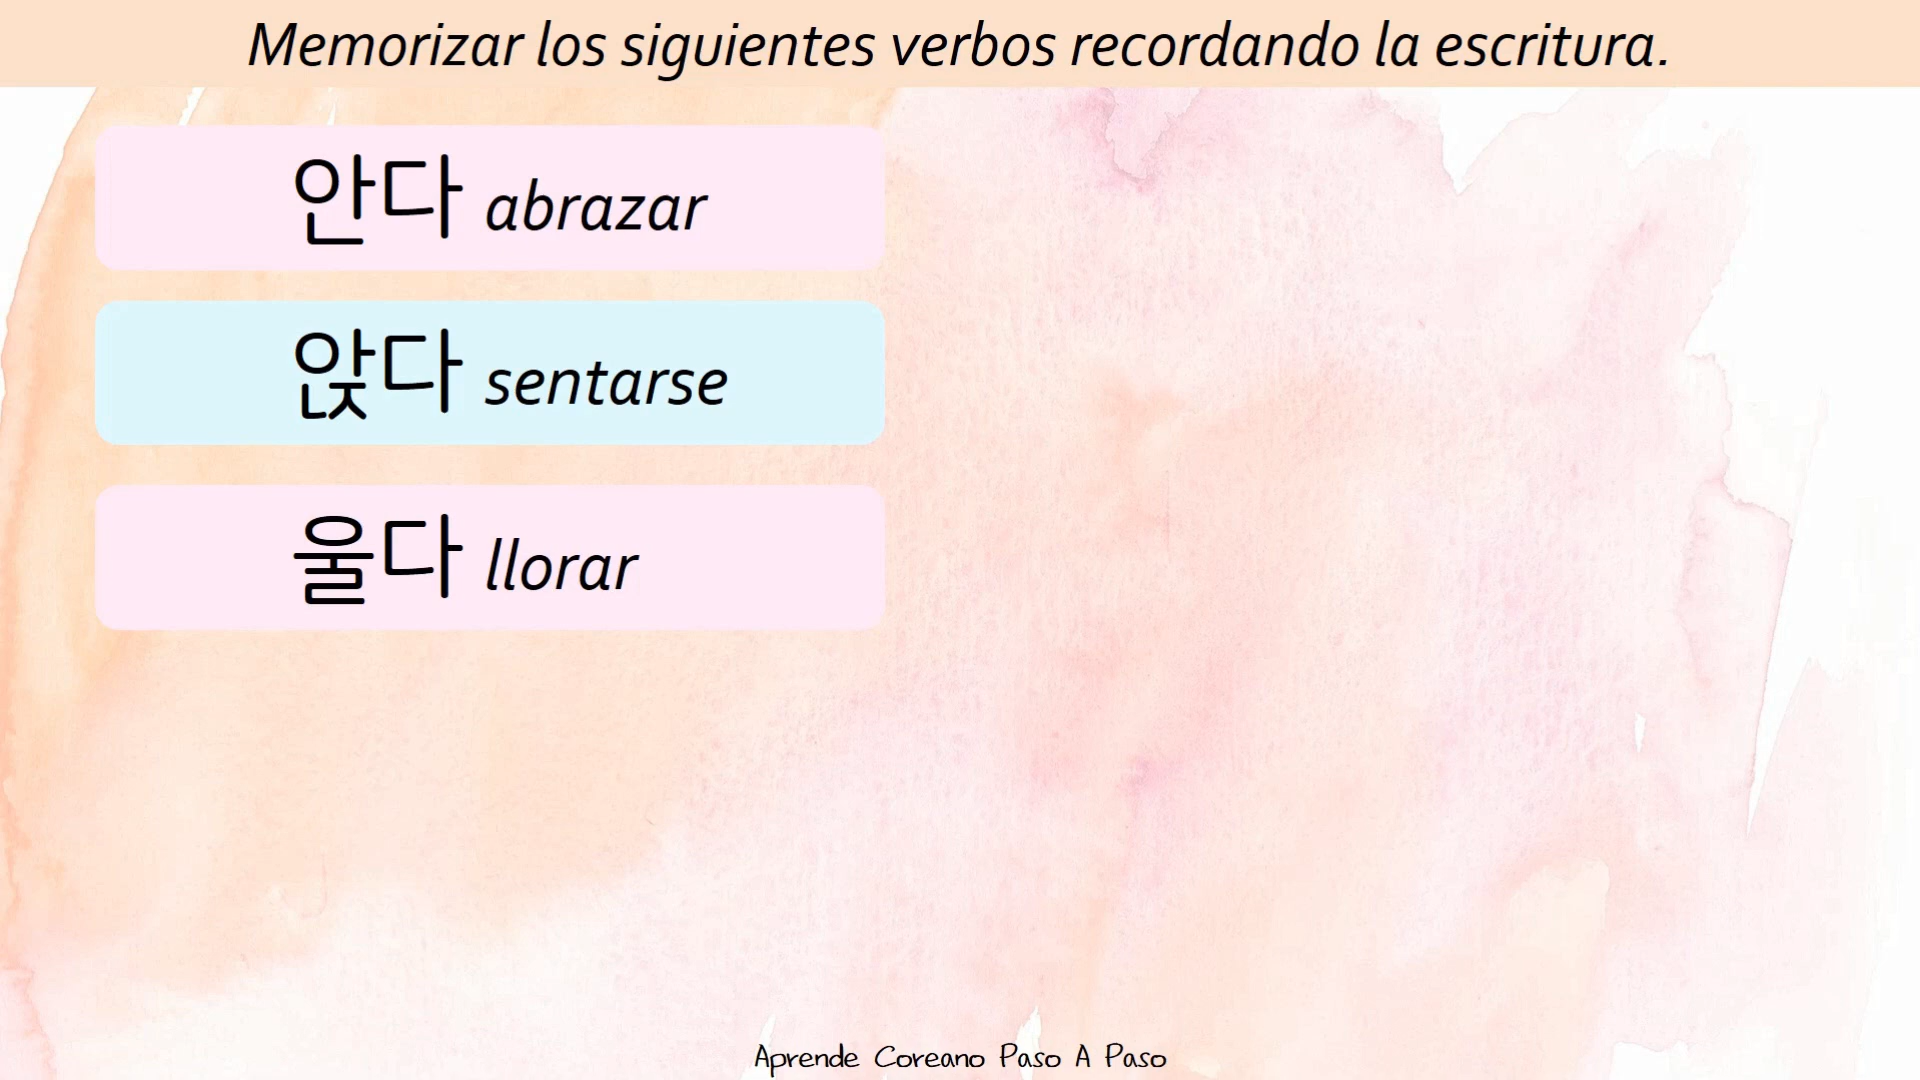 Memorizar los siguientes verbos recordando la escritura.
안다 abrazar
앉다 sentarse
울다 llorar
Aprende Coreano Paso A Paso